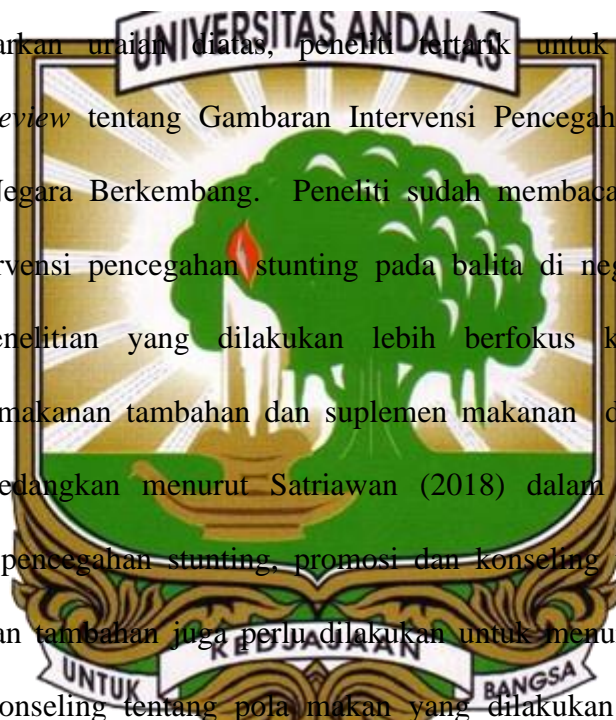 UNIVERSITAS ANDALAS
arkan uraian diatas, peneliti tertarik untuk
eview tentang Gambaran Intervensi Pencegah
Negara Berkembang. Peneliti sudah membaca
rvensi pencegahan stunting pada balita di neg
enelitian yang dilakukan lebih berfokus k
makanan tambahan dan suplemen makanan d
edangkan menurut Satriawan (2018) dalam
pencegahan stunting, promosi dan konseling
an tambahan juga perlu dilakukan untuk menu
KEDJAJAAN
UNTUK BANGSA
onseling tentang pola makan yang dilakukan